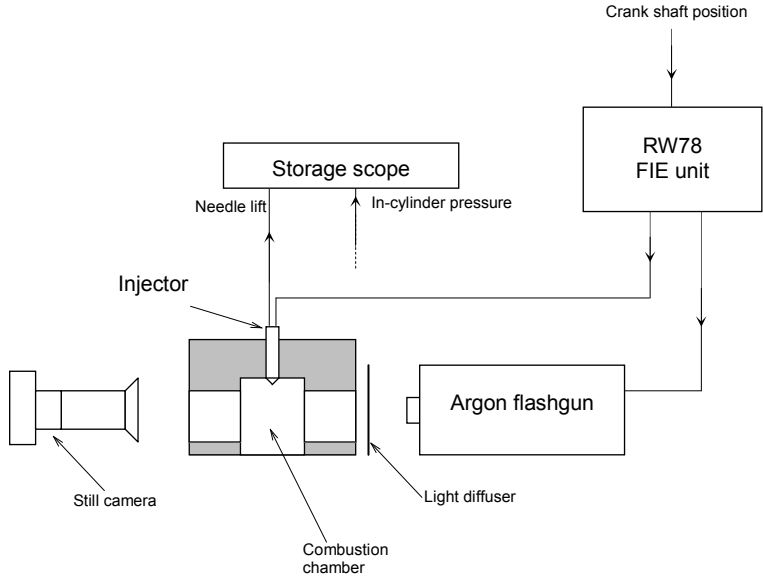 Crank shaft position
RW78
FIE unit
Storage scope
Needle lift
In-cylinder pressure
Injector
Argon flashgun
Still camera
Light diffuser
Combustion
chamber